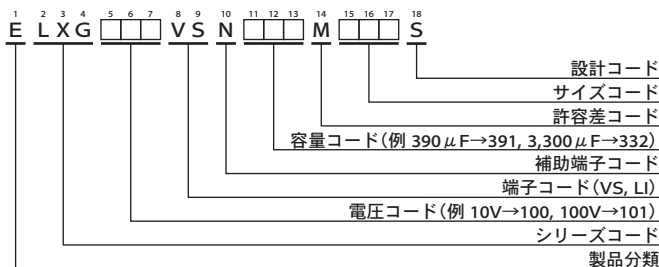 1 2 3 4 5 6 7 8 9 10 11 12 13 14 15 16 17 18
E L X G □□□ V S N □□□ M □□□ S
設計コード
サイズコード
許容差コード
容量コード(例 390μF→391, 3,300μF→332)
補助端子コード
端子コード(VS, LI)
電圧コード(例 10V→100, 100V→101)
シリーズコード
製品分類